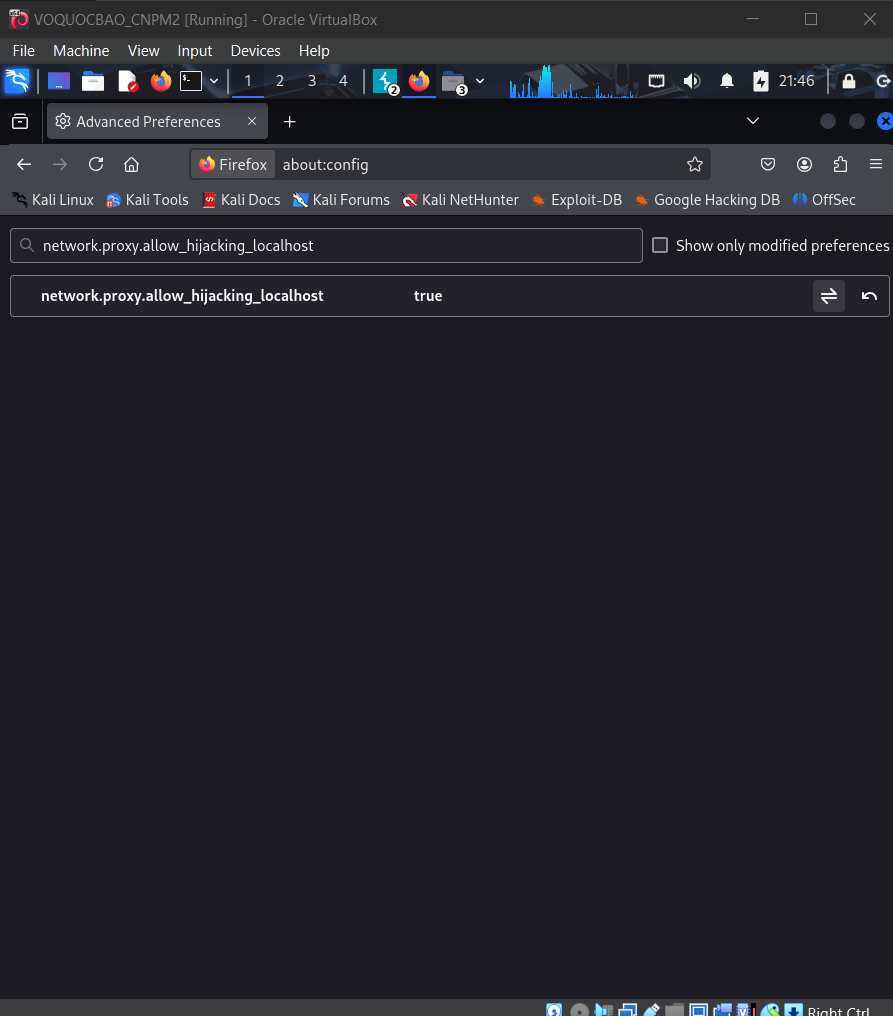 VOQUOCBAO_CNPM2 [Running] - Oracle VirtualBox
File Machine View Input Devices Help
1 2 3 4 2 3 21:46
Advanced Preferences
Firefox about:config
Kali Linux Kali Tools Kali Docs Kali Forums Kali NetHunter Exploit-DB Google Hacking DB OffSec
network.proxy.allow_hijacking_localhost Show only modified preferences
network.proxy.allow_hijacking_localhost true
Right Ctrl